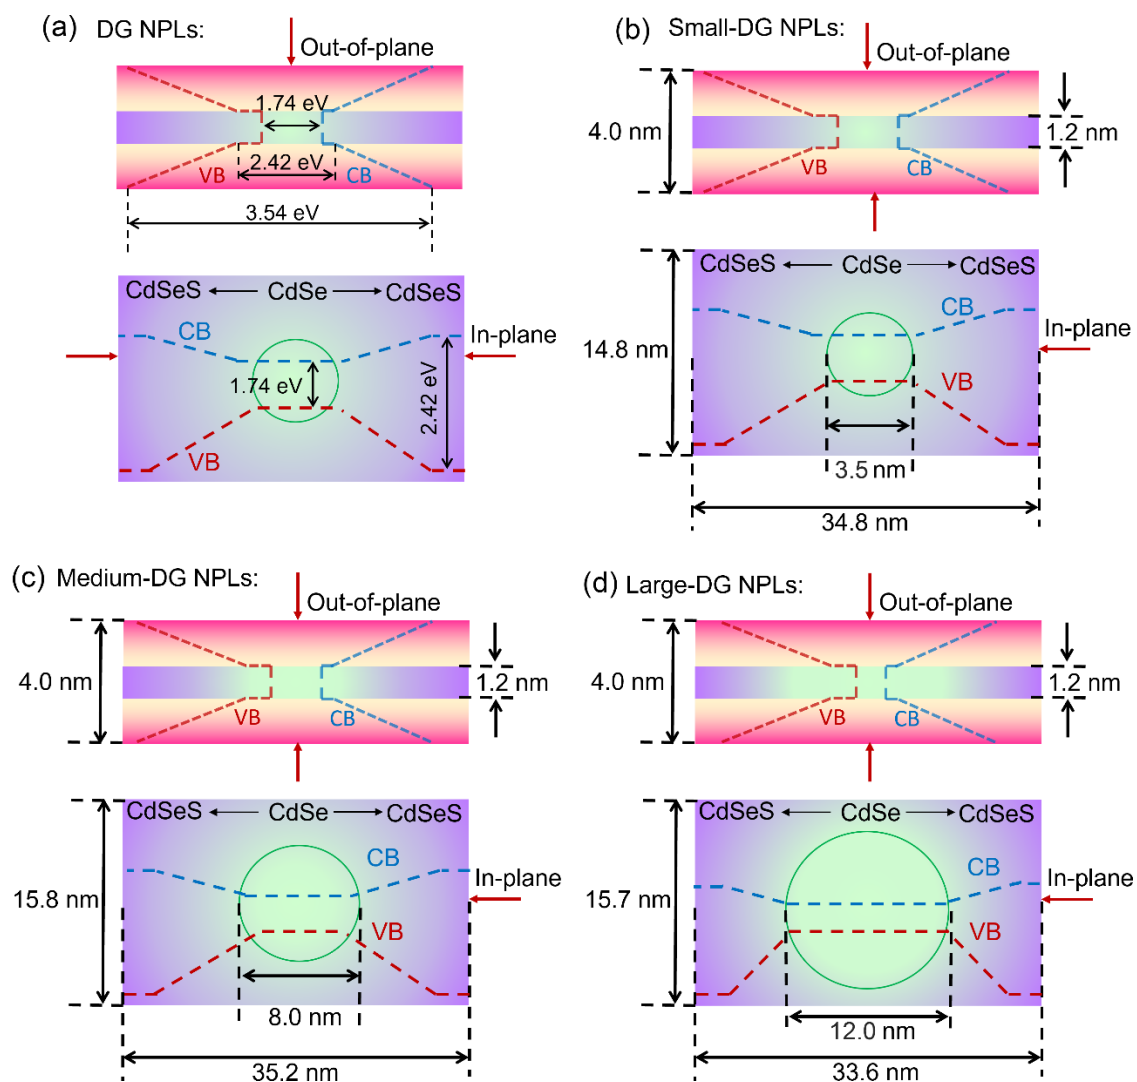 (a) DG NPLs:
Out-of-plane
1.74 eV
2.42 eV
VB
CB
3.54 eV
CdSeS CdSe CdSeS
CB
In-plane
1.74 eV
2.42 eV
VB
(b) Small-DG NPLs:
Out-of-plane
4.0 nm
1.2 nm
VB
CB
CdSeS CdSe CdSeS
CB
In-plane
14.8 nm
VB
3.5 nm
34.8 nm
(c) Medium-DG NPLs:
Out-of-plane
4.0 nm
1.2 nm
VB
CB
CdSeS CdSe CdSeS
CB
In-plane
15.8 nm
VB
8.0 nm
35.2 nm
(d) Large-DG NPLs:
Out-of-plane
4.0 nm
1.2 nm
VB
CB
CdSeS CdSe CdSeS
CB
In-plane
15.7 nm
VB
12.0 nm
33.6 nm